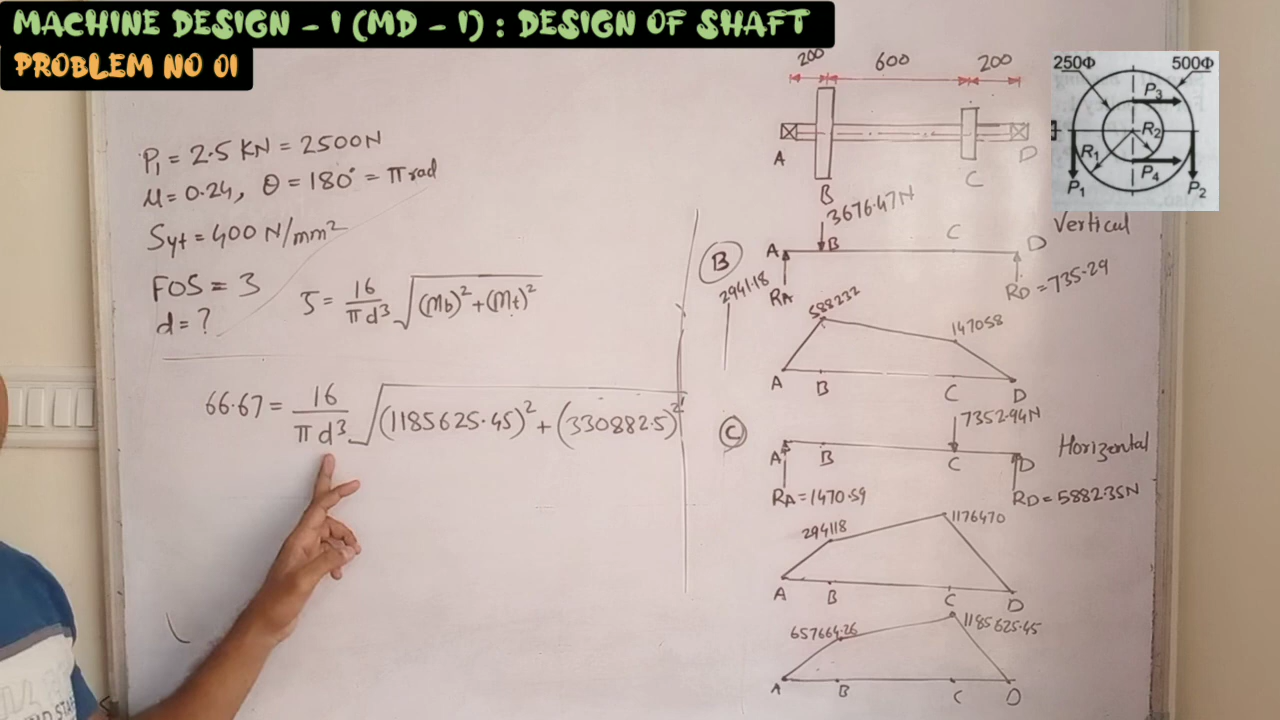 MACHINE DESIGN - I (MD - I) : DESIGN OF SHAFT
PROBLEM NO 01
P₁ = 2.5 KN = 2500N
μ = 0.24, θ = 180° = π rad
Syt = 400 N/mm²
FOS = 3
d = ?
τ = 16/πd³ √(Mb)² + (Mt)²
66.67 = 16/πd³ √(1185625.45)² + (330882.5)²
200 600 200
A B C D
250Φ 500Φ
P₃
R₂
R₁
P₄
P₁ P₂
3676.47N
Vertical
B
A B C D
2941.18
RA
RD = 735.29
588232
147058
A B C D
7352.94N
C
Horizontal
A B C D
RA = 1470.59
RD = 5882.35N
294118
1176470
A B C D
657664.26
1185625.45
A B C D